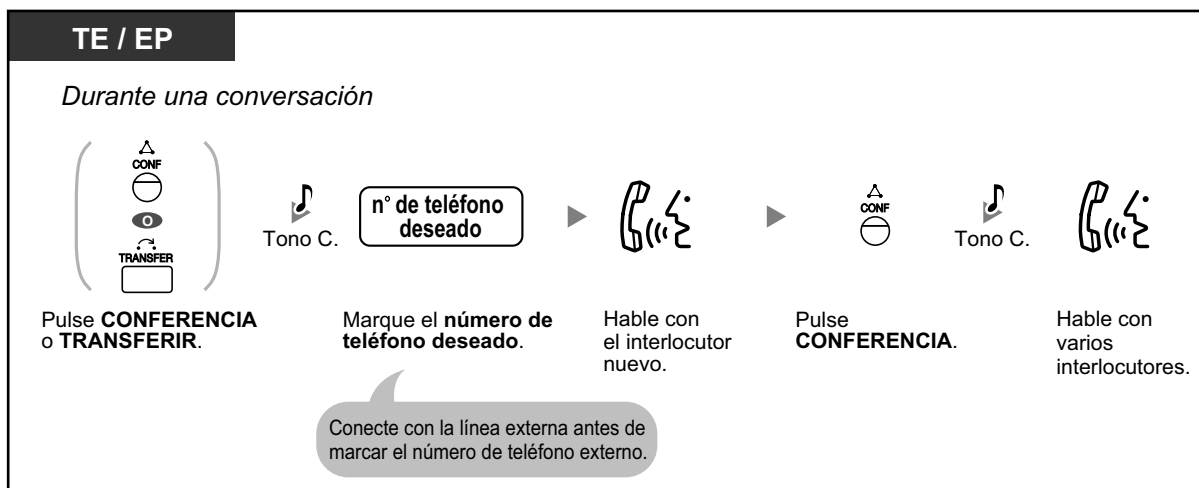 TE / EP
Durante una conversación
CONF
O
TRANSFER
Tono C.
n° de teléfono
deseado
CONF
Tono C.
Pulse CONFERENCIA
o TRANSFERIR.
Marque el número de
teléfono deseado.
Hable con
el interlocutor
nuevo.
Pulse
CONFERENCIA.
Hable con
varios
interlocutores.
Conecte con la línea externa antes de
marcar el número de teléfono externo.